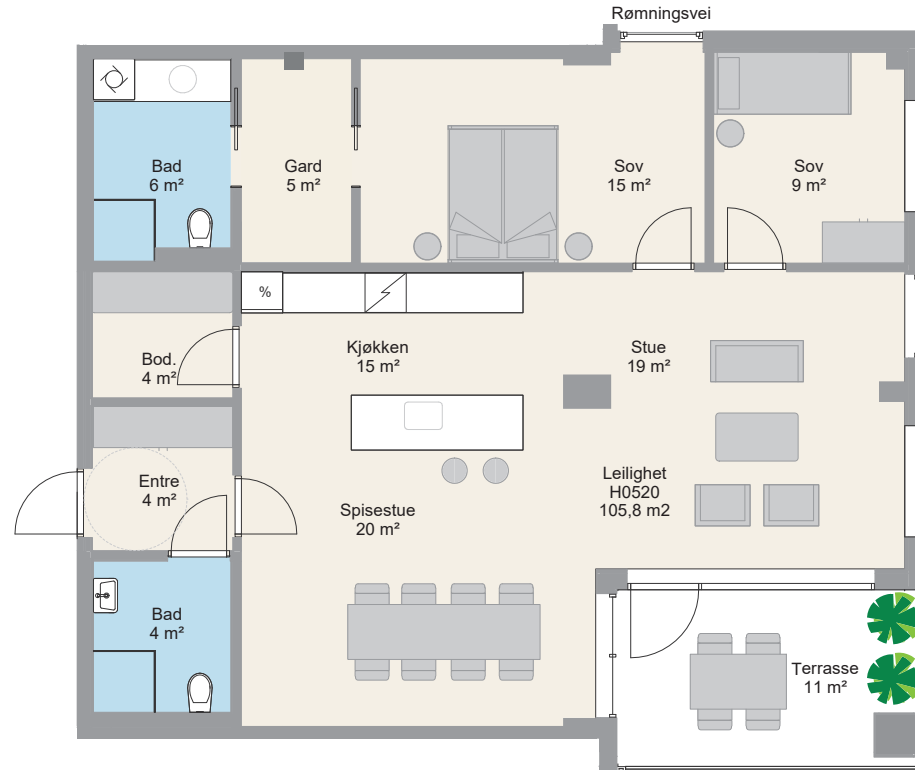 Rømningsvei
Bad
6 m²
Gard
5 m²
Sov
15 m²
Sov
9 m²
%
Bod.
4 m²
Kjøkken
15 m²
Stue
19 m²
Entre
4 m²
Spisestue
20 m²
Leilighet
H0520
105,8 m2
Bad
4 m²
Terrasse
11 m²